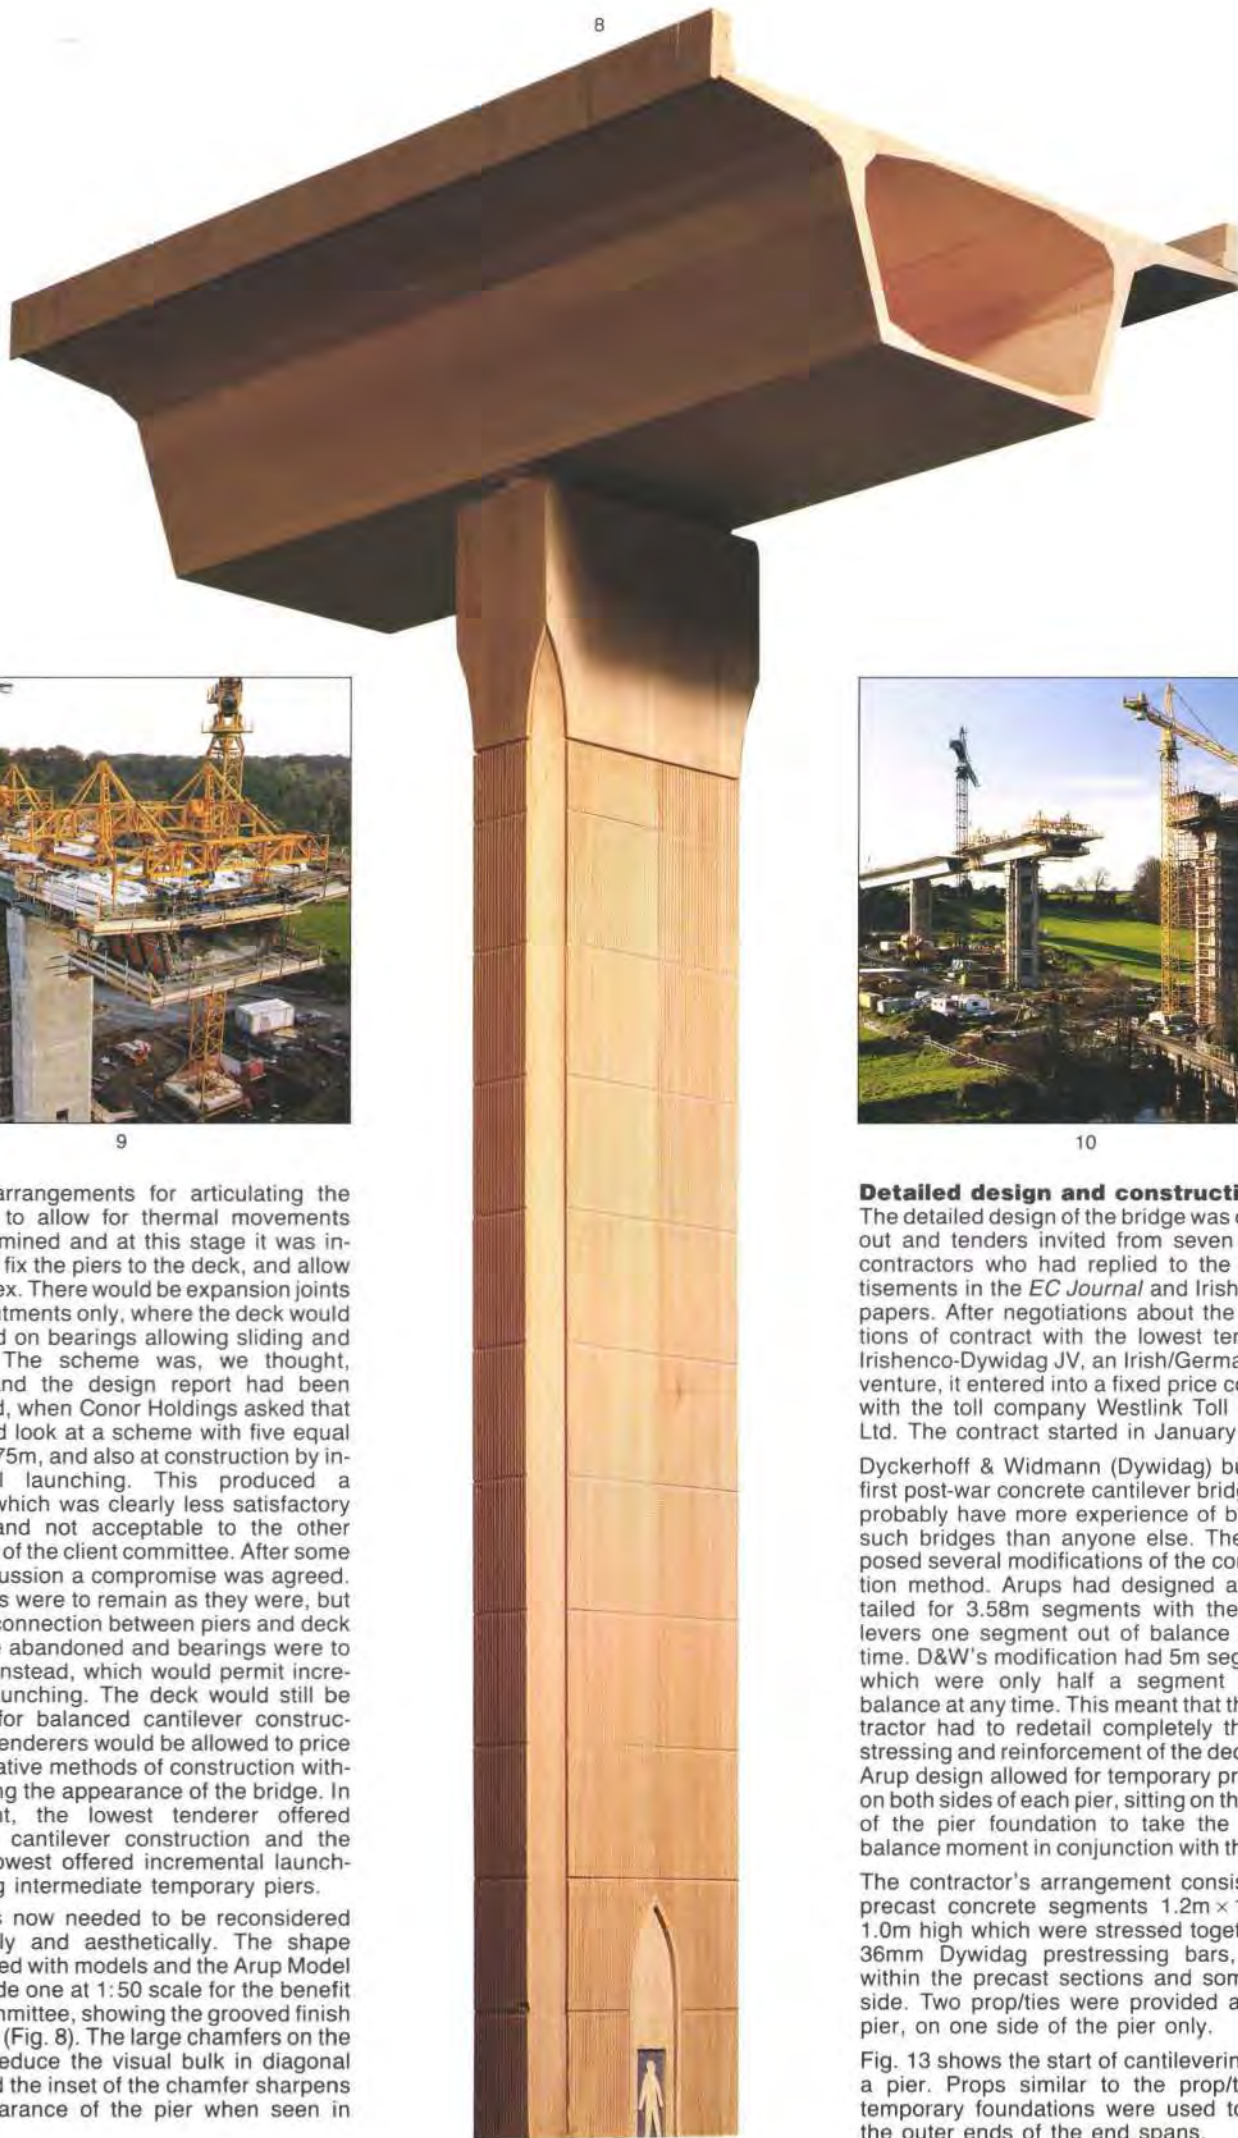 8
9
10
arrangements for articulating the
to allow for thermal movements
mined and at this stage it was in-
fix the piers to the deck, and allow
ex. There would be expansion joints
tments only, where the deck would
d on bearings allowing sliding and
The scheme was, we thought,
and the design report had been
d, when Conor Holdings asked that
d look at a scheme with five equal
75m, and also at construction by in-
l launching. This produced a
which was clearly less satisfactory
and not acceptable to the other
of the client committee. After some
cussion a compromise was agreed.
s were to remain as they were, but
connection between piers and deck
e abandoned and bearings were to
nstead, which would permit incre-
unching. The deck would still be
for balanced cantilever construc-
enderers would be allowed to price
ative methods of construction with-
ng the appearance of the bridge. In
nt, the lowest tenderer offered
cantilever construction and the
owest offered incremental launch-
g intermediate temporary piers.
s now needed to be reconsidered
ly and aesthetically. The shape
ed with models and the Arup Model
de one at 1:50 scale for the benefit
mmittee, showing the grooved finish
(Fig. 8). The large chamfers on the
educe the visual bulk in diagonal
d the inset of the chamfer sharpens
arance of the pier when seen in
Detailed design and constructi
The detailed design of the bridge was c
out and tenders invited from seven
contractors who had replied to the
tisements in the EC Journal and Irish
papers. After negotiations about the
tions of contract with the lowest ten
Irishenco-Dywidag JV, an Irish/Germa
venture, it entered into a fixed price co
with the toll company Westlink Toll
Ltd. The contract started in January
Dyckerhoff & Widmann (Dywidag) bu
first post-war concrete cantilever bridg
probably have more experience of b
such bridges than anyone else. The
posed several modifications of the con
tion method. Arups had designed a
tailed for 3.58m segments with the
levers one segment out of balance
time. D&W's modification had 5m seg
which were only half a segment
balance at any time. This meant that th
tractor had to redetail completely th
stressing and reinforcement of the dec
Arup design allowed for temporary pr
on both sides of each pier, sitting on th
of the pier foundation to take the
balance moment in conjunction with th
The contractor's arrangement consis
precast concrete segments 1.2m × 1
1.0m high which were stressed toget
36mm Dywidag prestressing bars,
within the precast sections and som
side. Two prop/ties were provided a
pier, on one side of the pier only.
Fig. 13 shows the start of cantileverin
a pier. Props similar to the prop/t
temporary foundations were used to
the outer ends of the end spans.